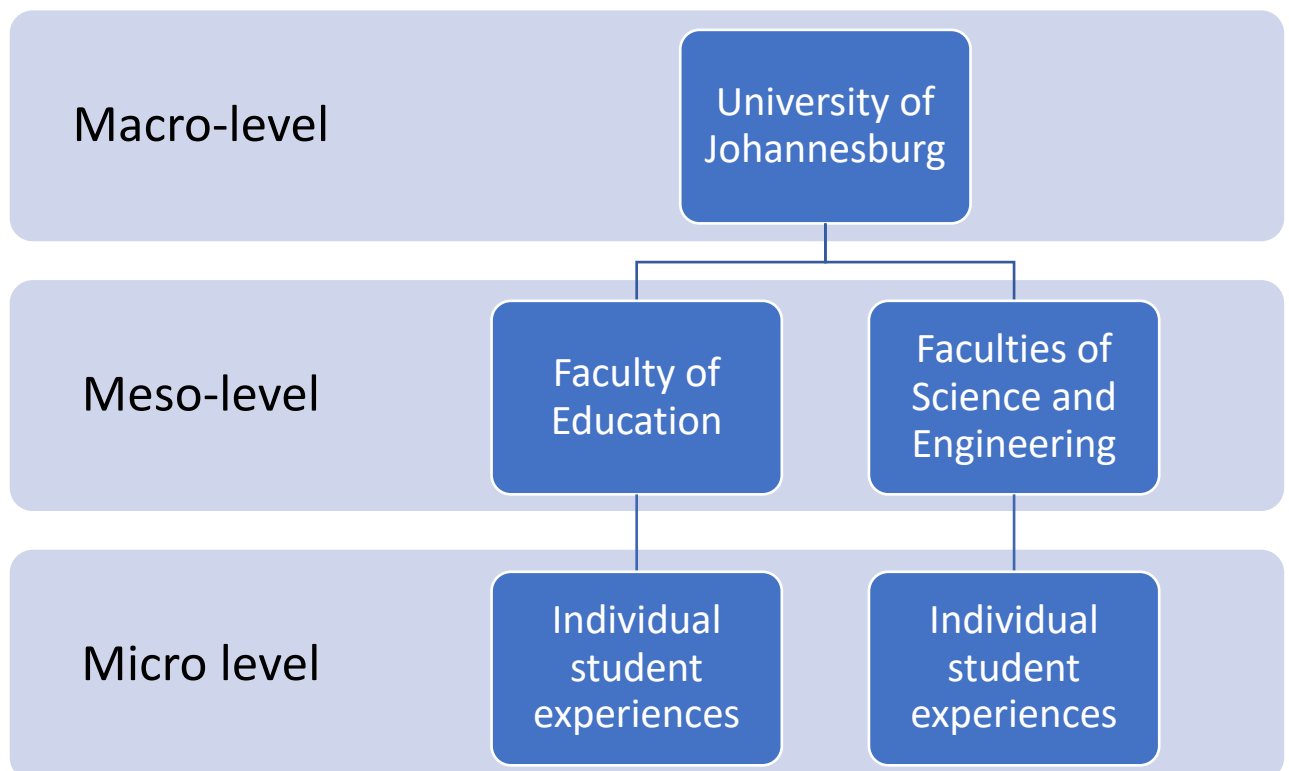 Macro-level
University of
Johannesburg
Meso-level
Faculty of
Education
Faculties of
Science and
Engineering
Micro level
Individual
student
experiences
Individual
student
experiences